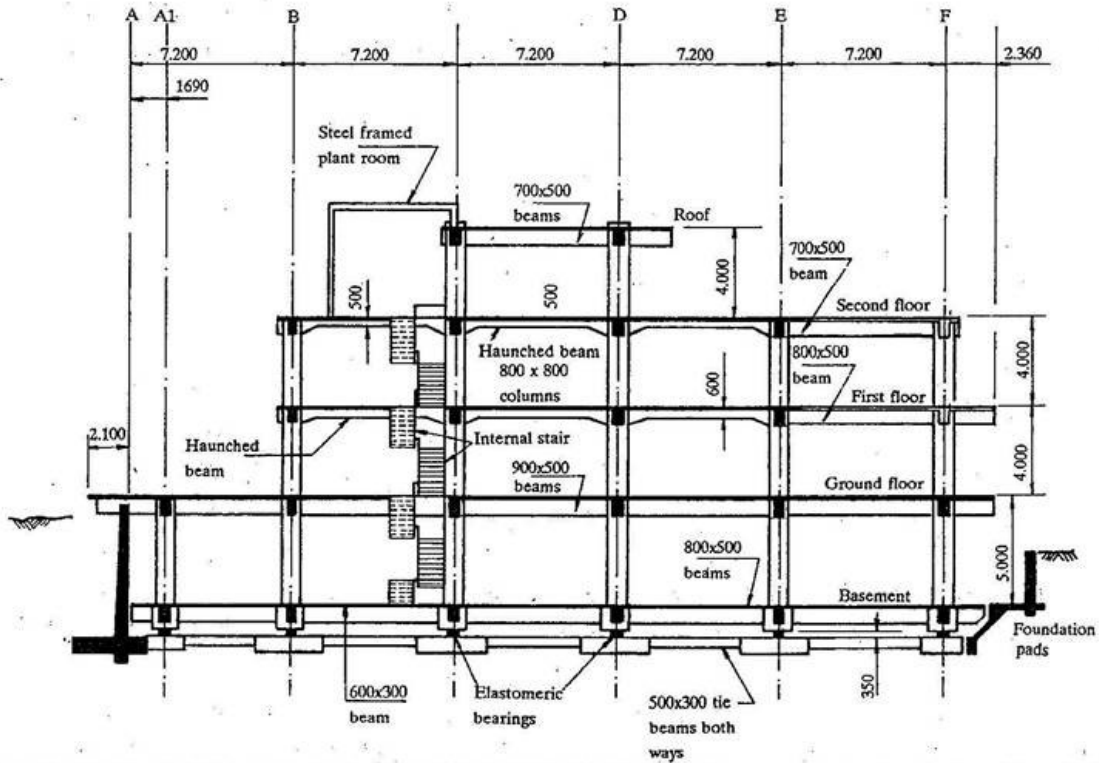 A A1 B D E F
7.200 7.200 7.200 7.200 7.200 2.360
1690
Steel framed
plant room
700x500
beams
Roof
700x500
beam
4.000
500
500
Second floor
Haunched beam
800 x 800
columns
800x500
beam
600
4.000
First floor
2.100
Haunched
beam
Internal stair
900x500
beams
4.000
Ground floor
800x500
beams
5.000
Basement
Foundation
pads
600x300
beam
Elastomeric
bearings
500x300 tie
beams both
ways
350